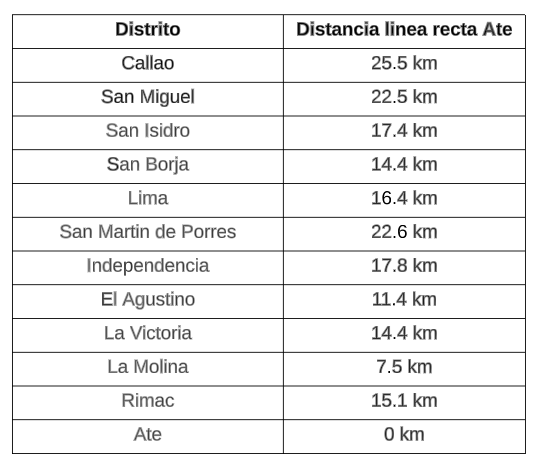 Distrito Distancia linea recta Ate
Callao 25.5 km
San Miguel 22.5 km
San Isidro 17.4 km
San Borja 14.4 km
Lima 16.4 km
San Martin de Porres 22.6 km
Independencia 17.8 km
El Agustino 11.4 km
La Victoria 14.4 km
La Molina 7.5 km
Rimac 15.1 km
Ate 0 km